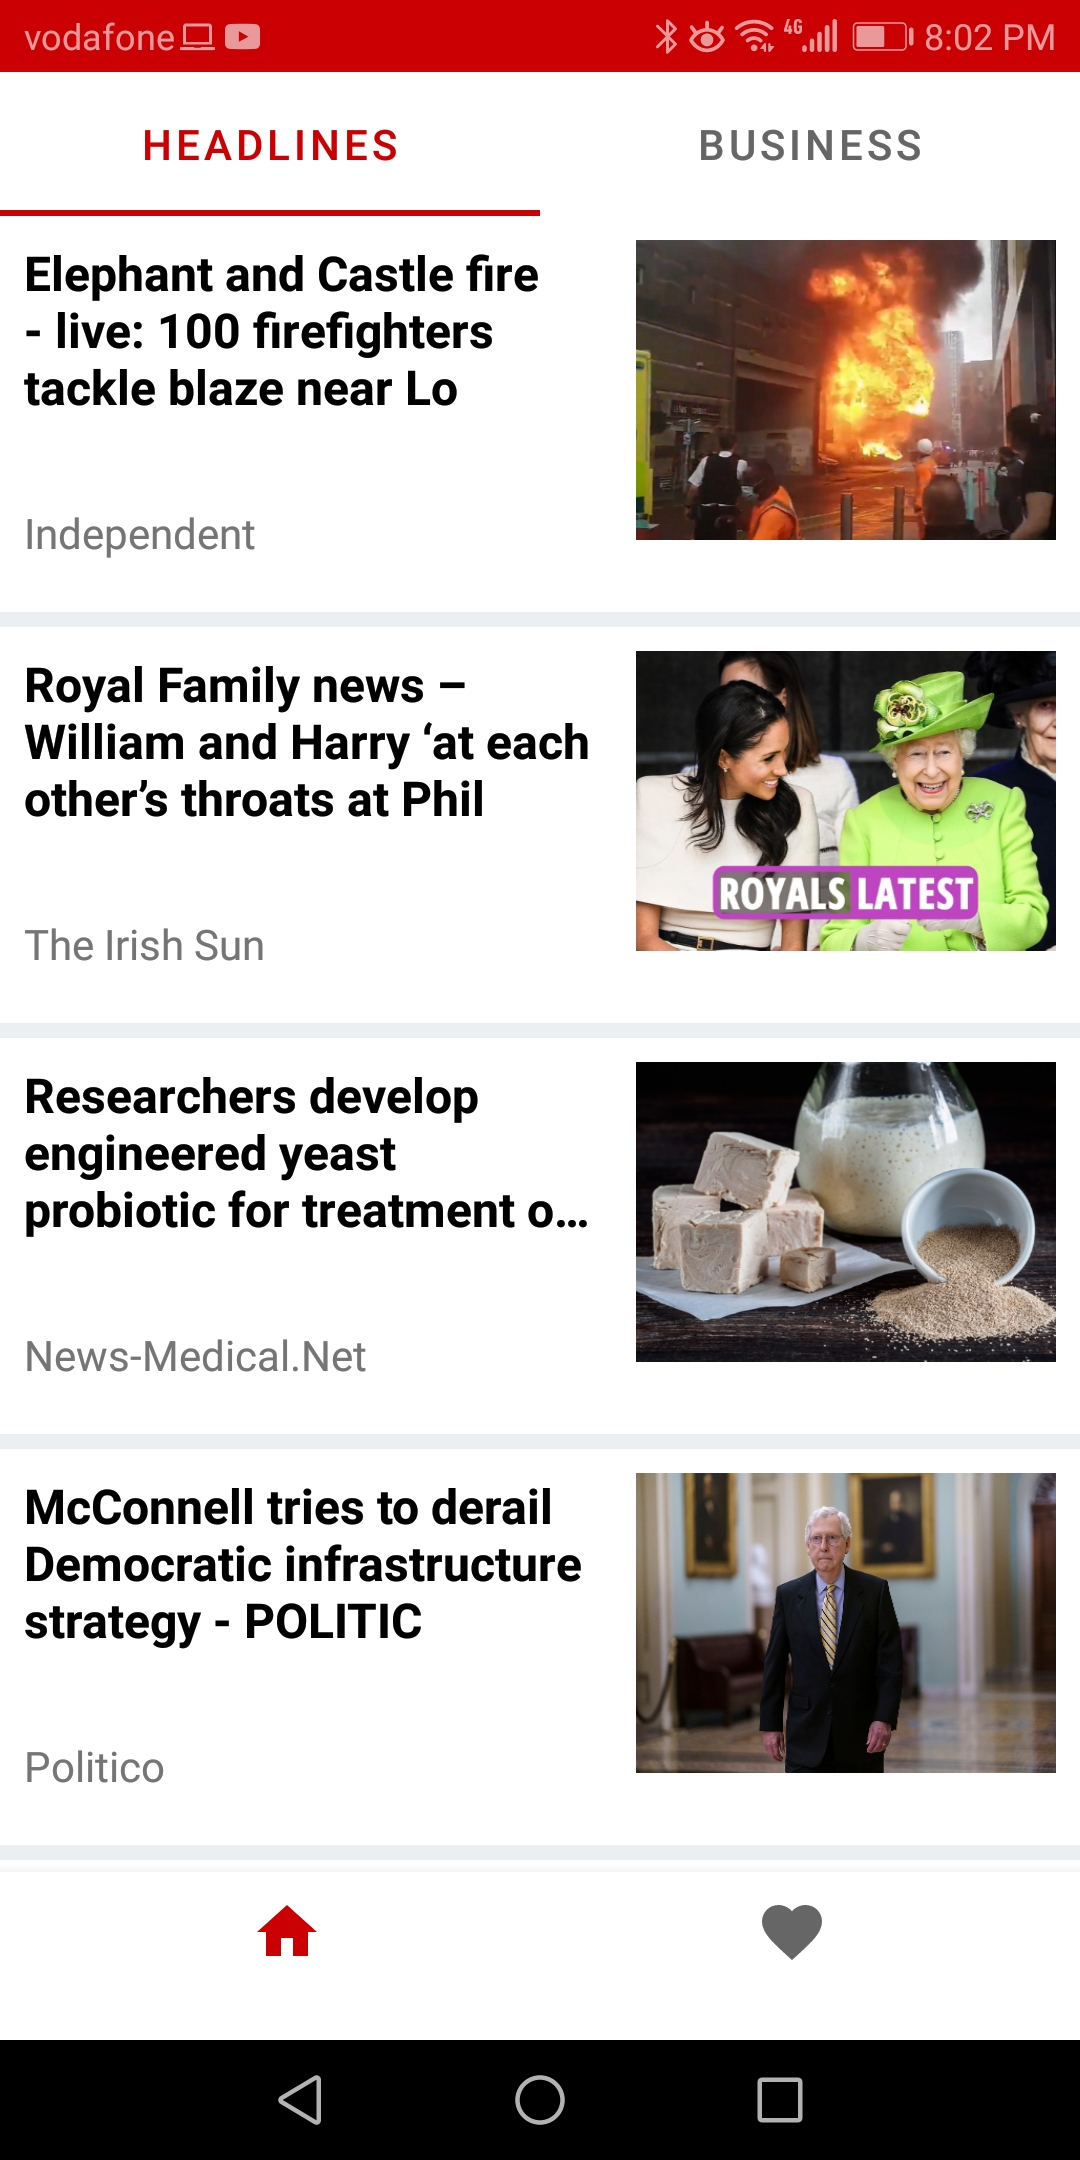 vodafone
4G
8:02 PM
HEADLINES
BUSINESS
Elephant and Castle fire
- live: 100 firefighters
tackle blaze near Lo
Independent
Royal Family news –
William and Harry ‘at each
other’s throats at Phil
ROYALS LATEST
The Irish Sun
Researchers develop
engineered yeast
probiotic for treatment o...
News-Medical.Net
McConnell tries to derail
Democratic infrastructure
strategy - POLITIC
Politico